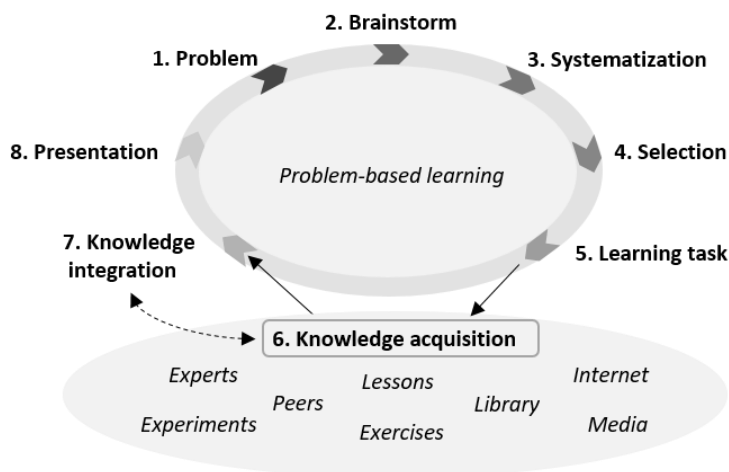 2. Brainstorm
1. Problem
3. Systematization
8. Presentation
4. Selection
Problem-based learning
7. Knowledge
integration
5. Learning task
6. Knowledge acquisition
Experts
Lessons
Internet
Peers
Library
Experiments
Exercises
Media